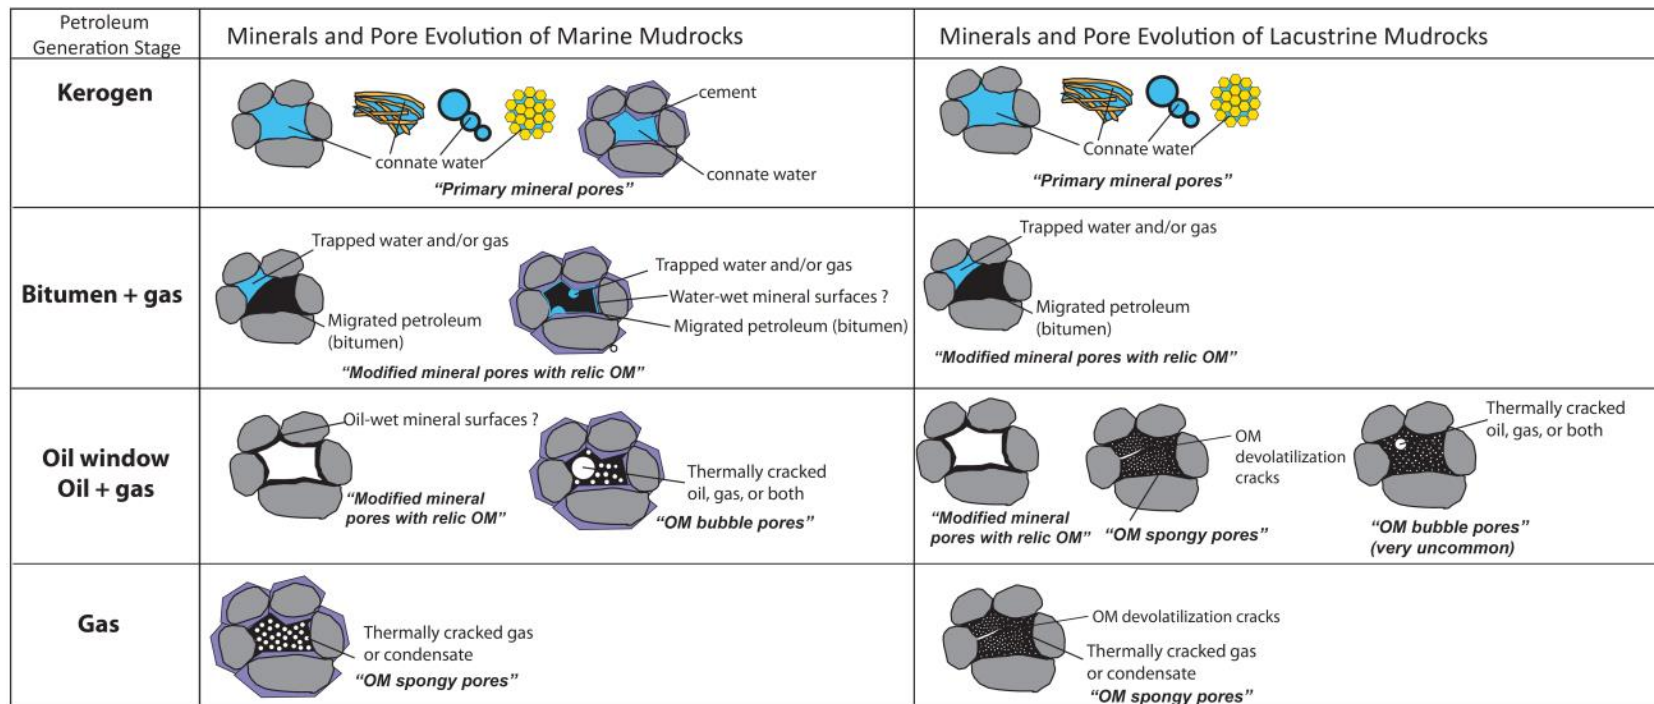 Petroleum
Generation Stage
Minerals and Pore Evolution of Marine Mudrocks
Minerals and Pore Evolution of Lacustrine Mudrocks
Kerogen
cement
connate water
connate water
“Primary mineral pores”
Connate water
“Primary mineral pores”
Bitumen + gas
Trapped water and/or gas
Migrated petroleum
(bitumen)
Trapped water and/or gas
Water-wet mineral surfaces ?
Migrated petroleum (bitumen)
“Modified mineral pores with relic OM”
Trapped water and/or gas
Migrated petroleum
(bitumen)
“Modified mineral pores with relic OM”
Oil window
Oil + gas
Oil-wet mineral surfaces ?
“Modified mineral
pores with relic OM”
Thermally cracked
oil, gas, or both
“OM bubble pores”
“Modified mineral
pores with relic OM”
OM
devolatilization
cracks
“OM spongy pores”
Thermally cracked
oil, gas, or both
“OM bubble pores”
(very uncommon)
Gas
Thermally cracked gas
or condensate
“OM spongy pores”
OM devolatilization cracks
Thermally cracked gas
or condensate
“OM spongy pores”